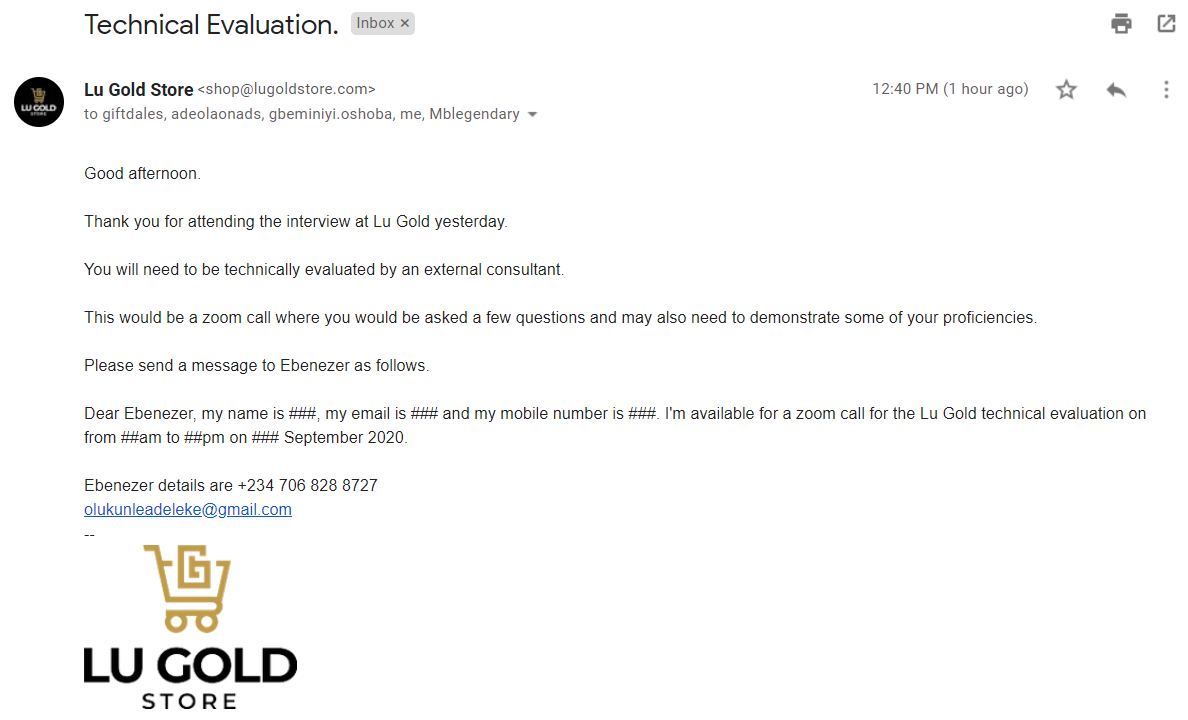 Technical Evaluation.
Inbox ×
LU GOLD
STORE
Lu Gold Store <shop@lugoldstore.com>
12:40 PM (1 hour ago)
to giftdales, adeolaonads, gbeminiyi.oshoba, me, Mblegendary
Good afternoon.
Thank you for attending the interview at Lu Gold yesterday.
You will need to be technically evaluated by an external consultant.
This would be a zoom call where you would be asked a few questions and may also need to demonstrate some of your proficiencies.
Please send a message to Ebenezer as follows.
Dear Ebenezer, my name is ###, my email is ### and my mobile number is ###. I'm available for a zoom call for the Lu Gold technical evaluation on
from ##am to ##pm on ### September 2020.
Ebenezer details are +234 706 828 8727
olukunleadeleke@gmail.com
--
LU GOLD
STORE